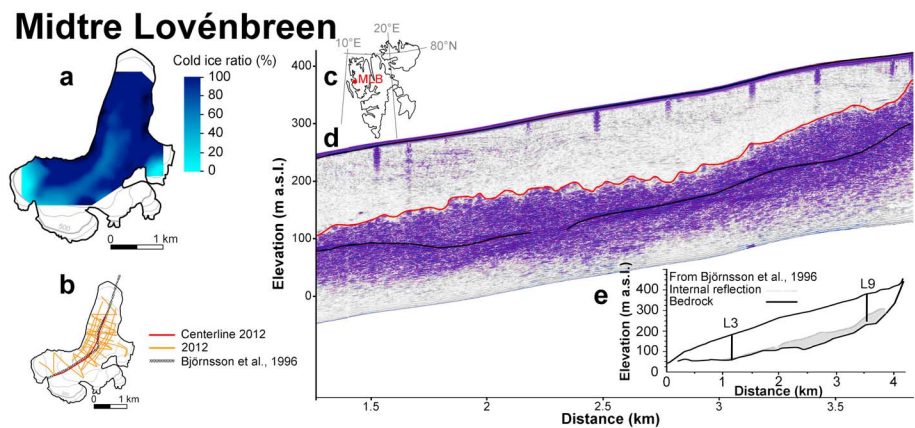 Midtre Lovénbreen
a
Cold ice ratio (%)
100
80
60
40
20
0
500
0 1 km
b
Centerline 2012
2012
Björnsson et al., 1996
0 1 km
c
10°E
20°E
80°N
MLB
d
Elevation (m a.s.l.)
400
300
200
100
0
1.5 2 2.5 3 3.5
Distance (km)
e
From Björnsson et al., 1996
Internal reflection
Bedrock
L3
L9
Elevation (m a.s.l.)
400
300
200
100
0
0 1 2 3 4
Distance (km)